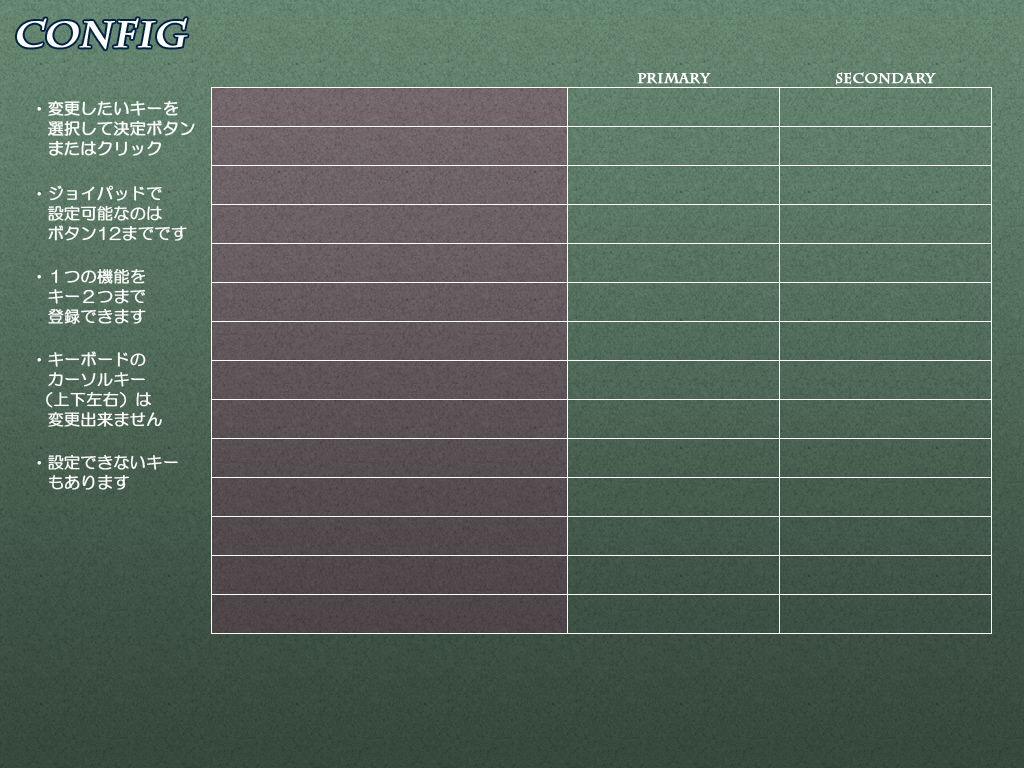 CONFIG
PRIMARY SECONDARY
・変更したいキーを
選択して決定ボタン
またはクリック
・ジョイパッドで
設定可能なのは
ボタン12までです
・１つの機能を
キー２つまで
登録できます
・キーボードの
カーソルキー
（上下左右）は
変更出来ません
・設定できないキー
もあります